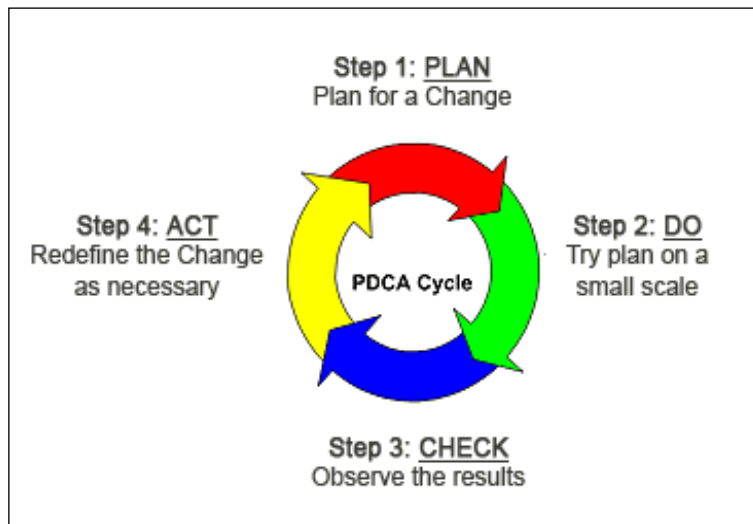 Step 1: PLAN
Plan for a Change
Step 4: ACT
Redefine the Change
as necessary
PDCA Cycle
Step 2: DO
Try plan on a
small scale
Step 3: CHECK
Observe the results